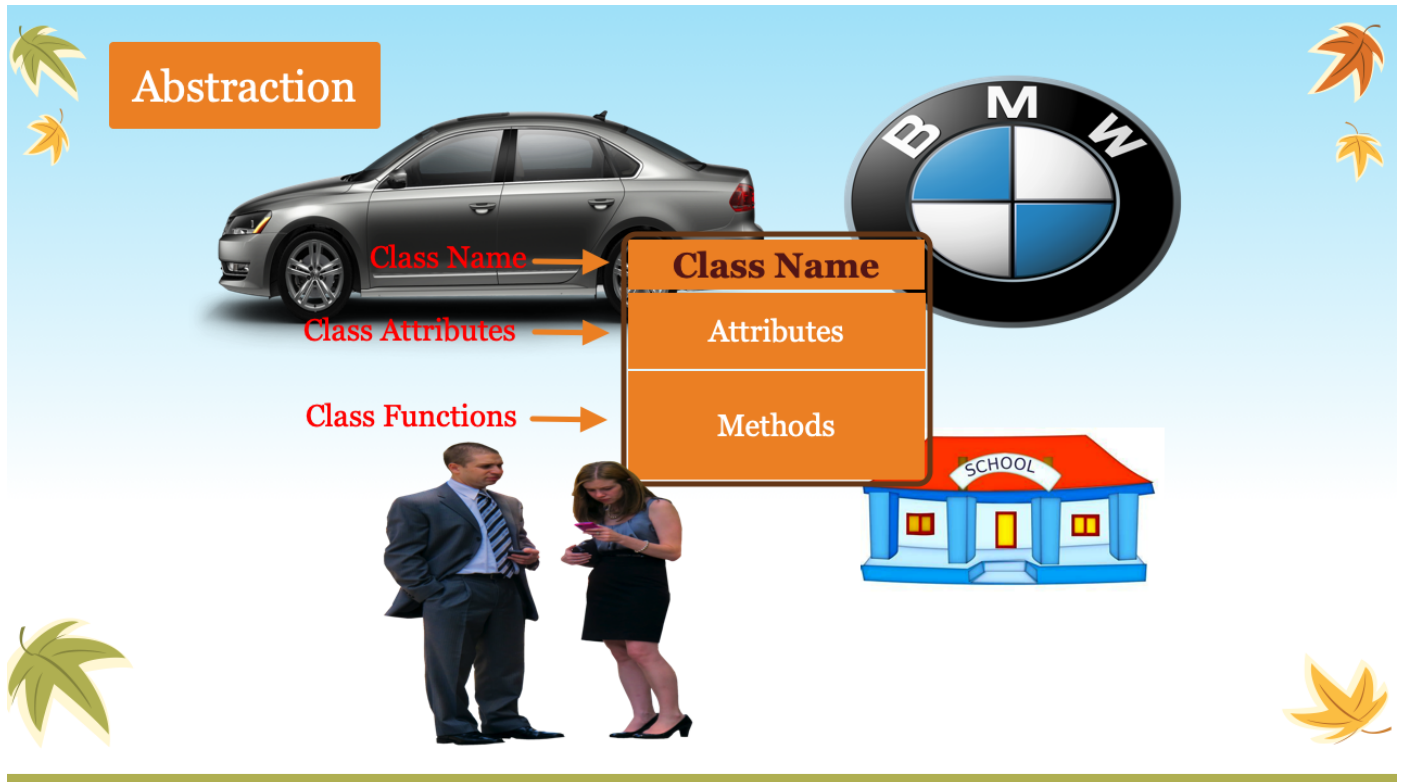 Abstraction
B M W
Class Name
Class Name
Class Attributes
Attributes
Class Functions
Methods
SCHOOL